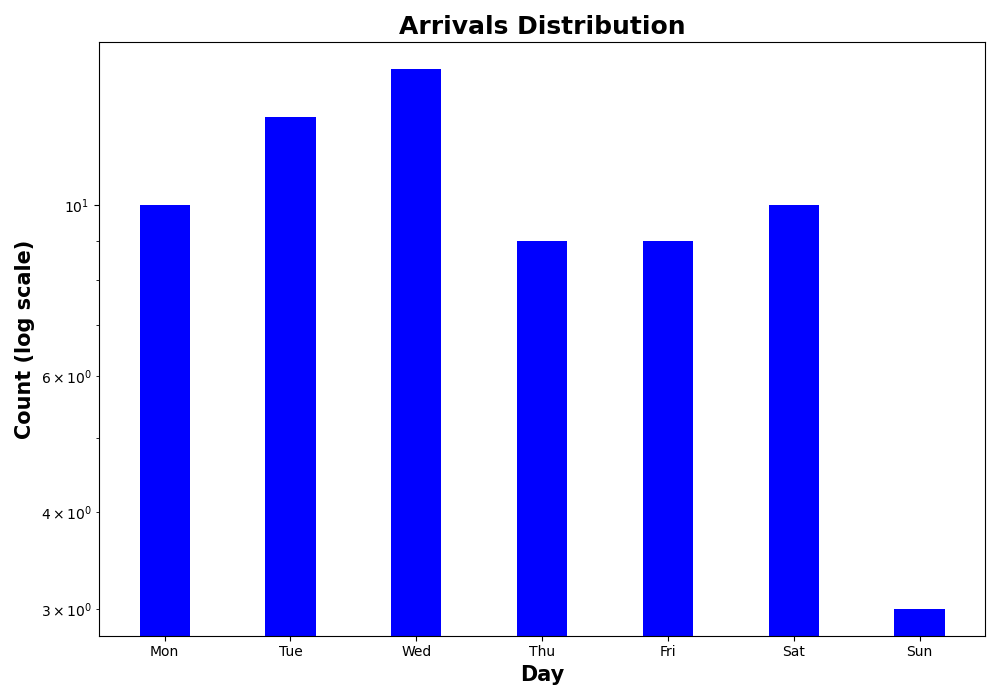 Arrivals Distribution
Count (log scale)
10¹
6 × 10⁰
4 × 10⁰
3 × 10⁰
Mon Tue Wed Thu Fri Sat Sun
Day